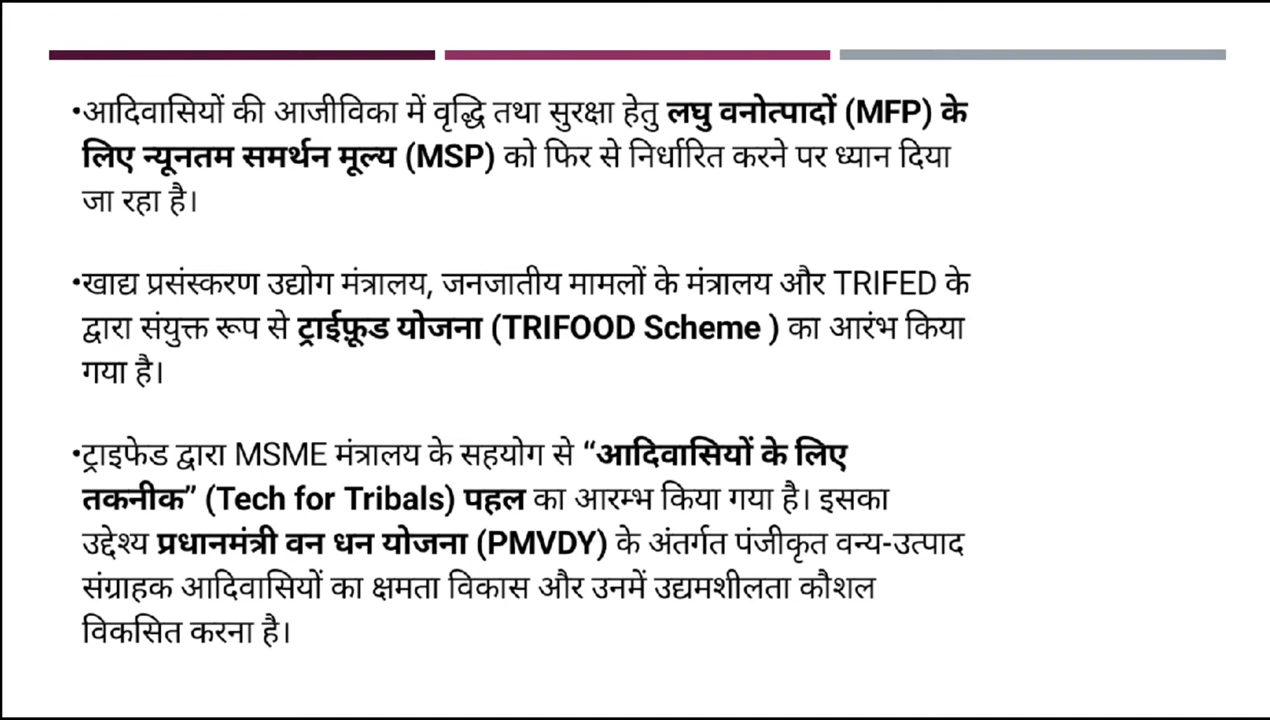 •आदिवासियों की आजीविका में वृद्धि तथा सुरक्षा हेतु लघु वनोत्पादों (MFP) के
लिए न्यूनतम समर्थन मूल्य (MSP) को फिर से निर्धारित करने पर ध्यान दिया
जा रहा है।
•खाद्य प्रसंस्करण उद्योग मंत्रालय, जनजातीय मामलों के मंत्रालय और TRIFED के
द्वारा संयुक्त रूप से ट्राईफ़ूड योजना (TRIFOOD Scheme ) का आरंभ किया
गया है।
•ट्राइफेड द्वारा MSME मंत्रालय के सहयोग से “आदिवासियों के लिए
तकनीक” (Tech for Tribals) पहल का आरम्भ किया गया है। इसका
उद्देश्य प्रधानमंत्री वन धन योजना (PMVDY) के अंतर्गत पंजीकृत वन्य-उत्पाद
संग्राहक आदिवासियों का क्षमता विकास और उनमें उद्यमशीलता कौशल
विकसित करना है।